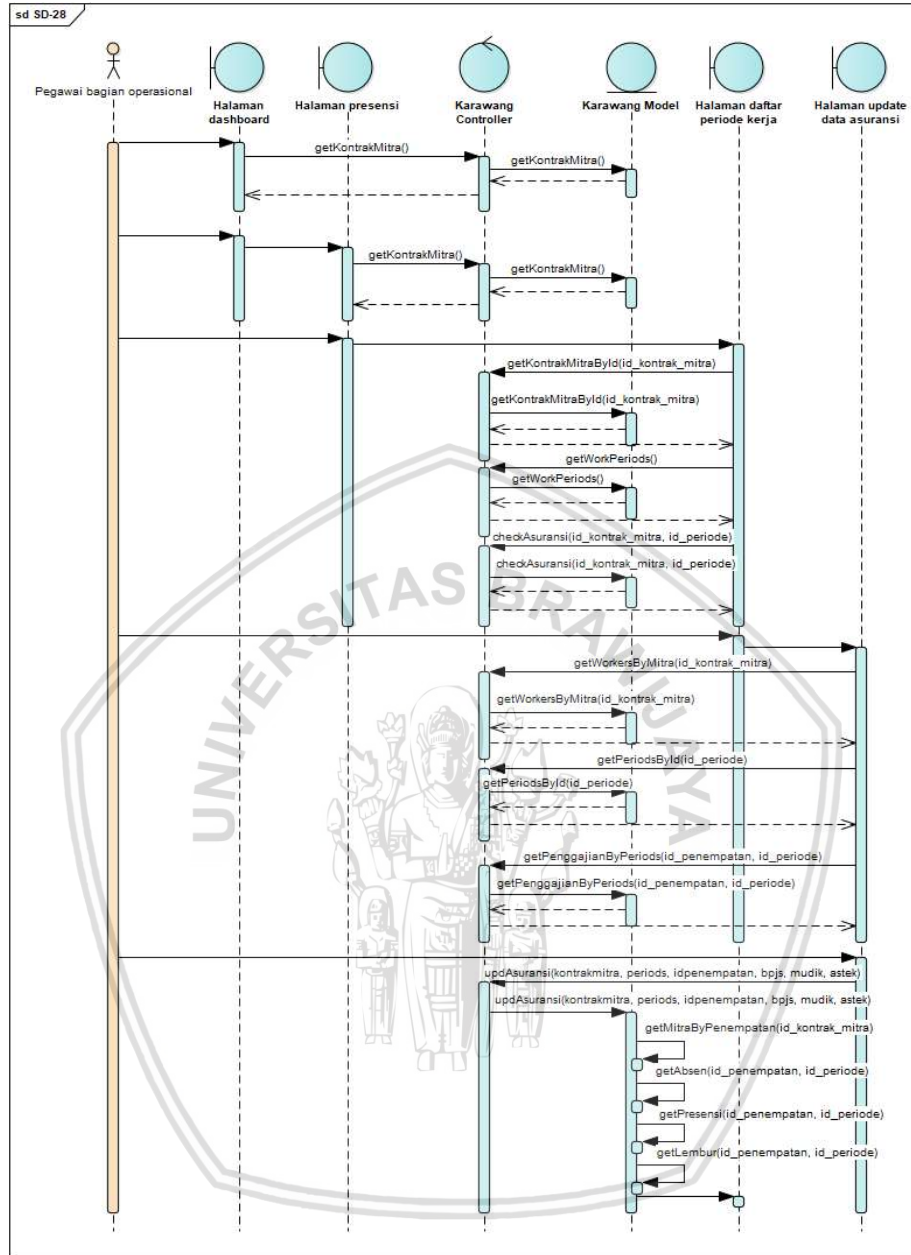 sd SD-28
Pegawai bagian operasional
Halaman
dashboard
Halaman presensi
Karawang
Controller
Karawang Model
Halaman daftar
periode kerja
Halaman update
data asuransi
getKontrakMitra()
getKontrakMitra()
getKontrakMitra()
getKontrakMitra()
getKontrakMitraById(id_kontrak_mitra)
getKontrakMitraById(id_kontrak_mitra)
getWorkPeriods()
getWorkPeriods()
checkAsuransi(id_kontrak_mitra, id_periode)
checkAsuransi(id_kontrak_mitra, id_periode)
getWorkersByMitra(id_kontrak_mitra)
getWorkersByMitra(id_kontrak_mitra)
getPeriodsById(id_periode)
getPeriodsById(id_periode)
getPenggajianByPeriods(id_penempatan, id_periode)
getPenggajianByPeriods(id_penempatan, id_periode)
updAsuransi(kontrakmitra, periods, idpenempatan, bpjs, mudik, astek)
updAsuransi(kontrakmitra, periods, idpenempatan, bpjs, mudik, astek)
getMitraByPenempatan(id_kontrak_mitra)
getAbsen(id_penempatan, id_periode)
getPresensi(id_penempatan, id_periode)
getLembur(id_penempatan, id_periode)
UNIVERSITAS BRAWIJAYA